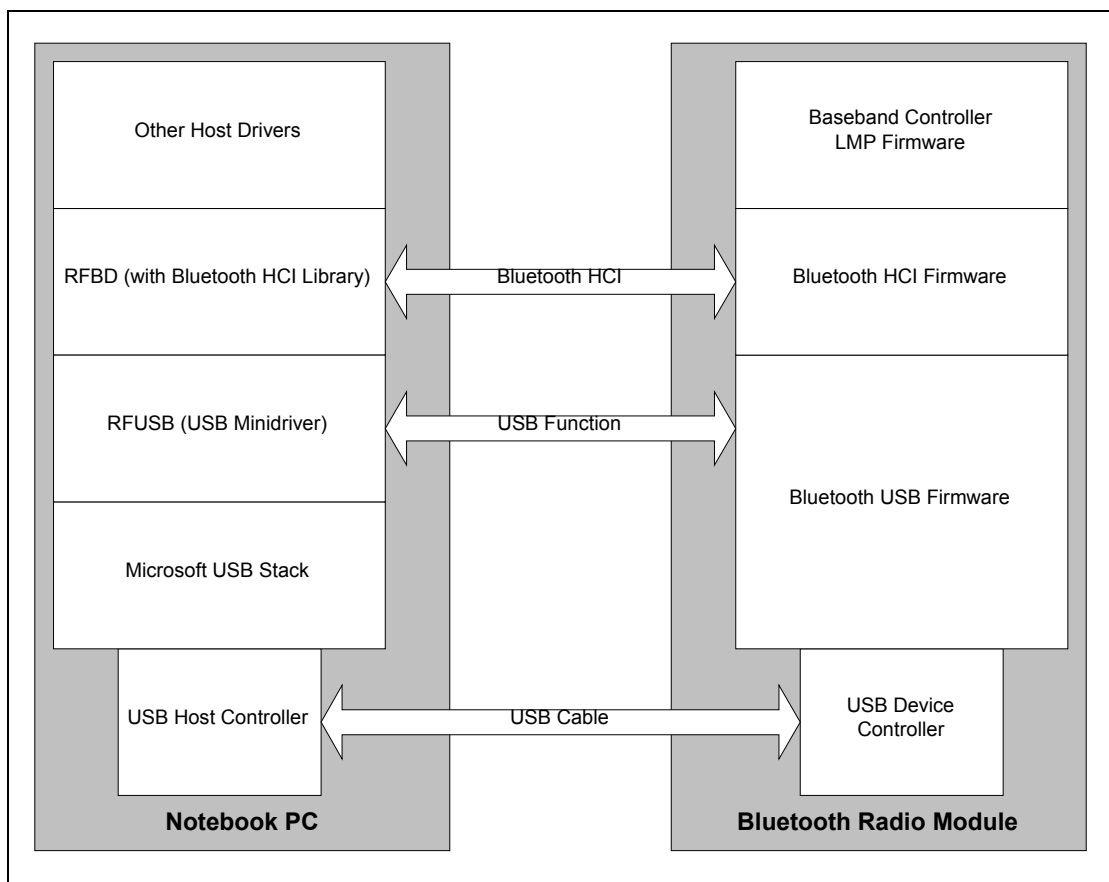 Other Host Drivers
Baseband Controller
LMP Firmware
RFBD (with Bluetooth HCI Library)
Bluetooth HCI
Bluetooth HCI Firmware
RFUSB (USB Minidriver)
USB Function
Bluetooth USB Firmware
Microsoft USB Stack
USB Host Controller
USB Cable
USB Device
Controller
Notebook PC
Bluetooth Radio Module